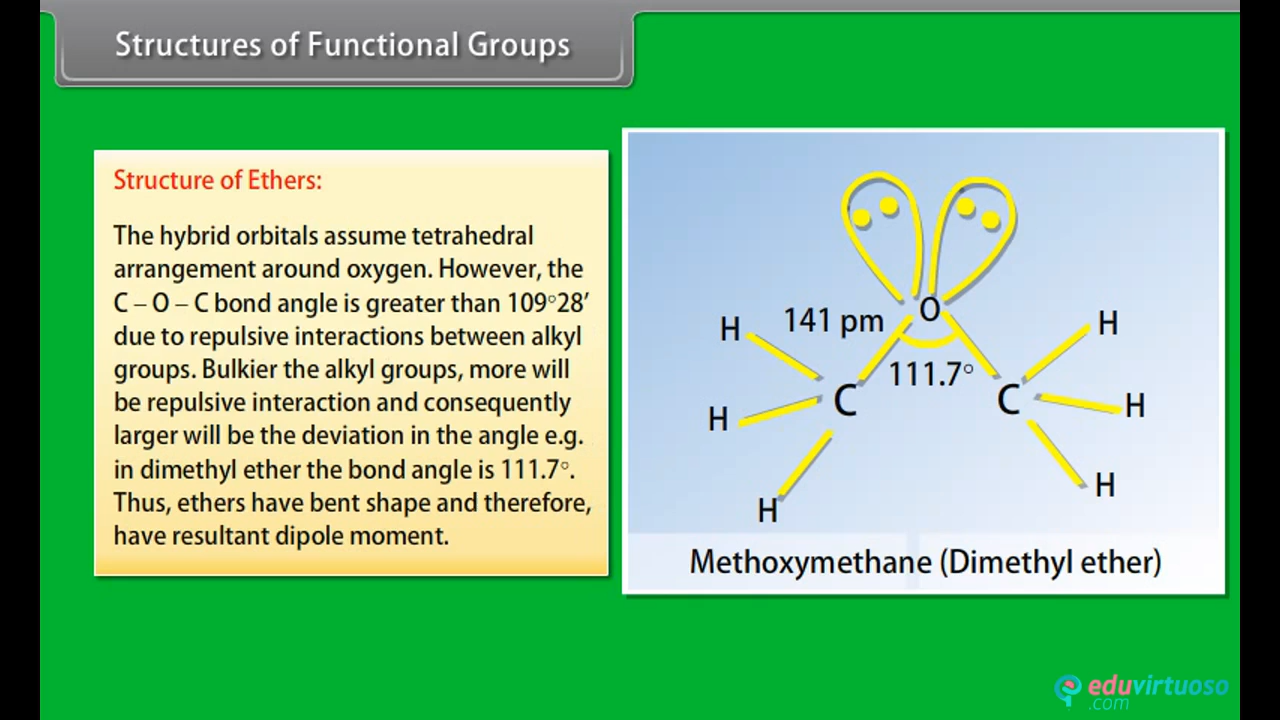 Structures of Functional Groups
Structure of Ethers:
The hybrid orbitals assume tetrahedral
arrangement around oxygen. However, the
C – O – C bond angle is greater than 109°28′
due to repulsive interactions between alkyl
groups. Bulkier the alkyl groups, more will
be repulsive interaction and consequently
larger will be the deviation in the angle e.g.
in dimethyl ether the bond angle is 111.7°.
Thus, ethers have bent shape and therefore,
have resultant dipole moment.
O
H 141 pm H
111.7°
C C
H H
H H
Methoxymethane (Dimethyl ether)
eduvirtuoso
.com